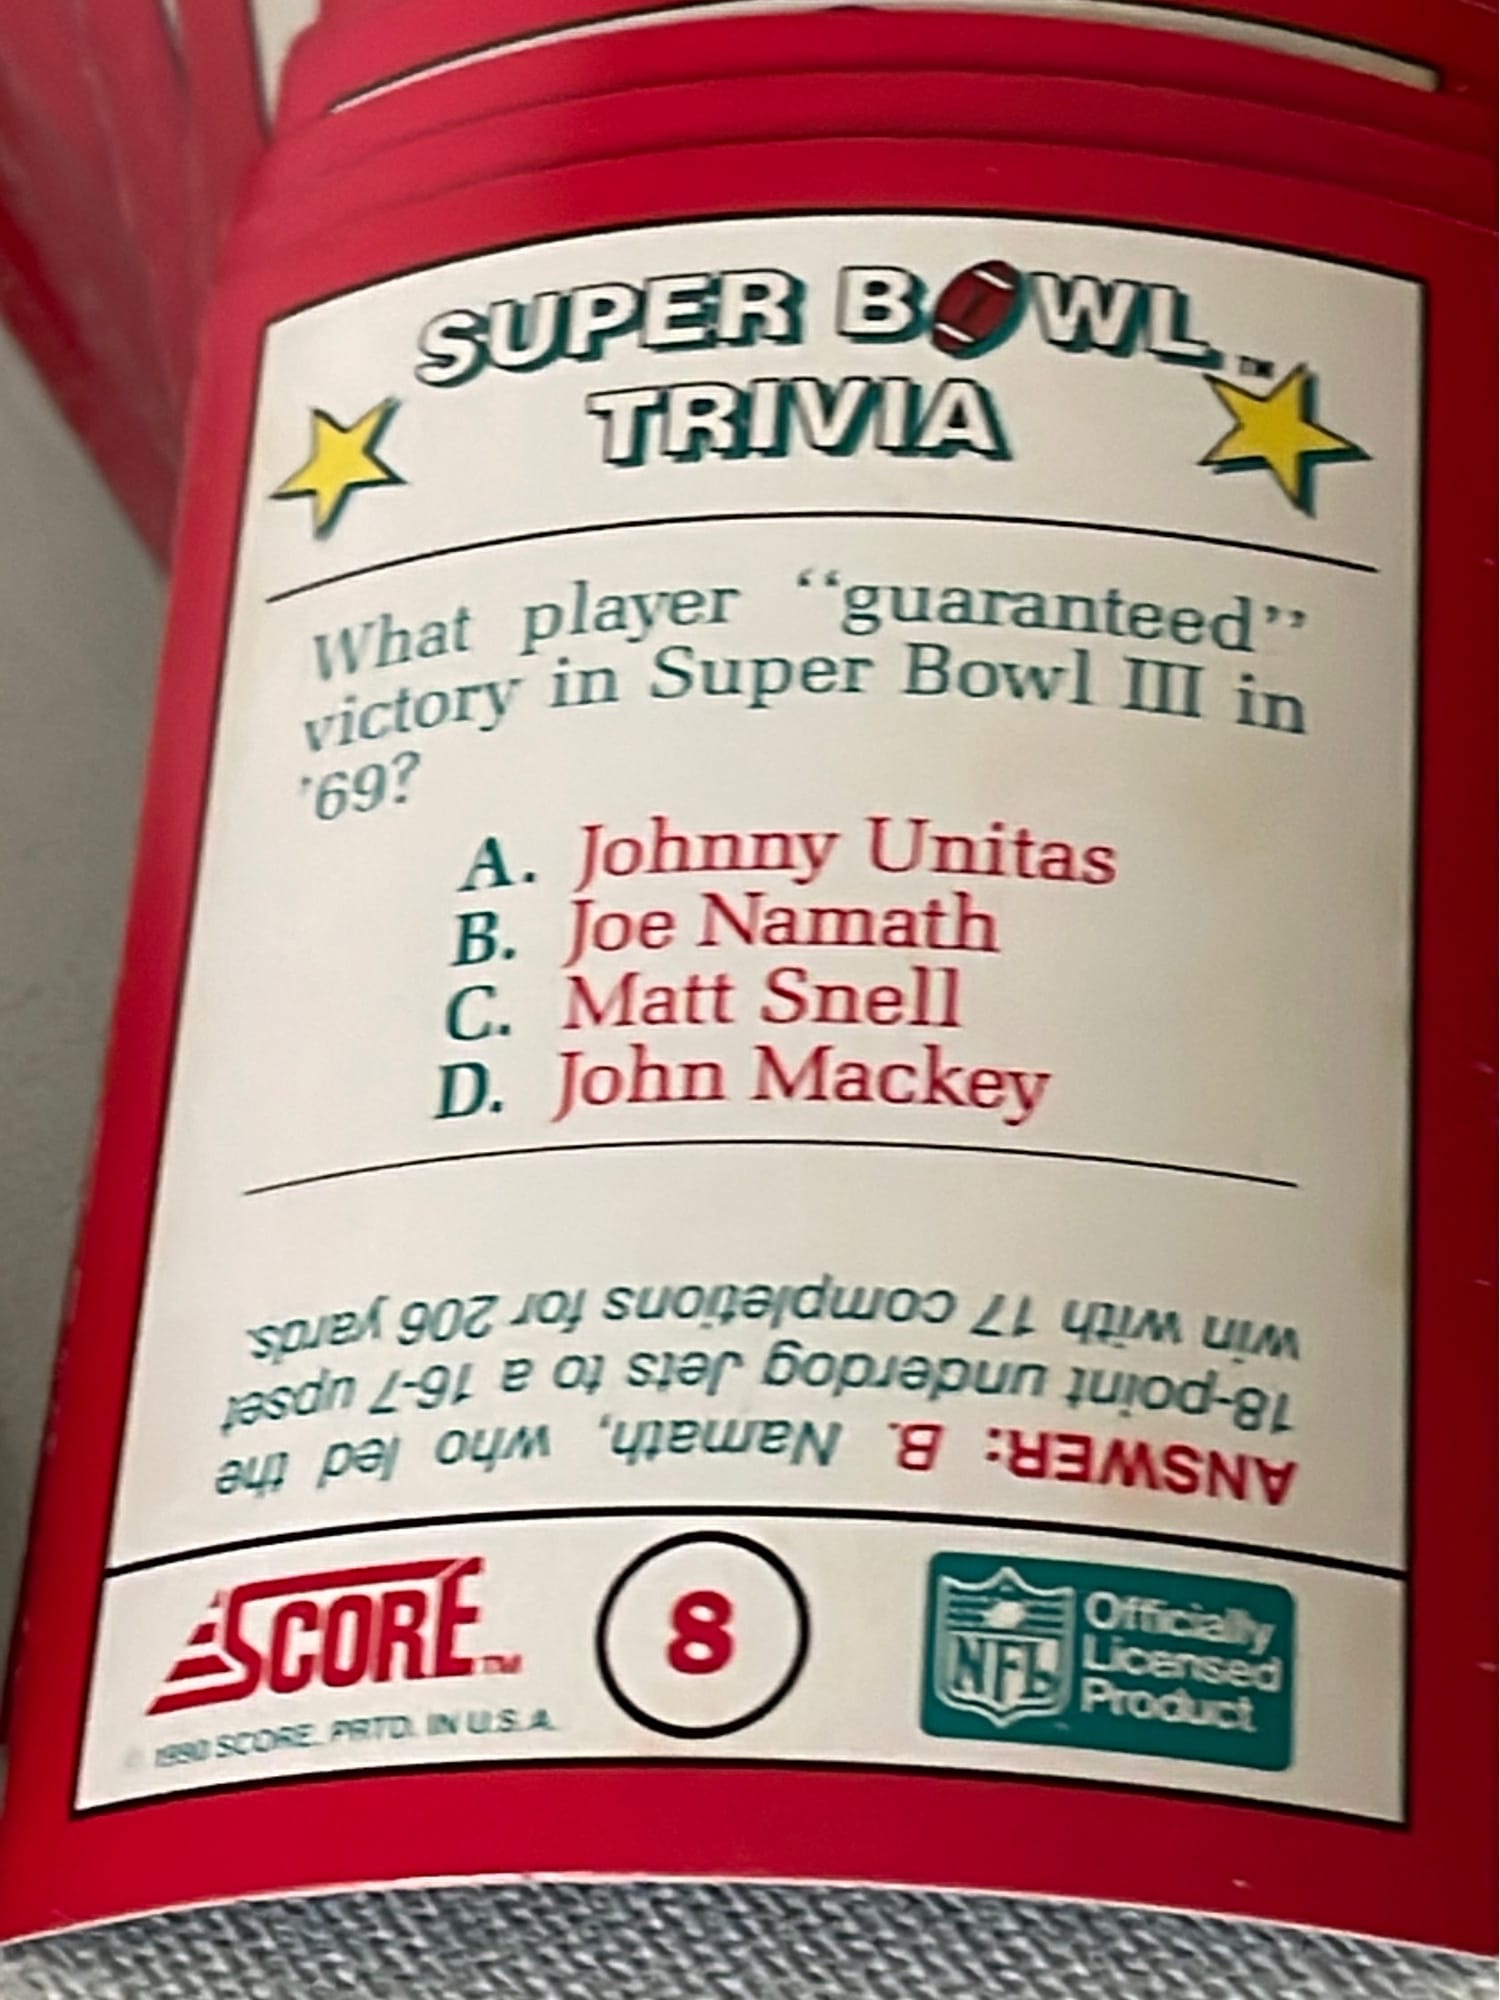 SUPER BOWL™
TRIVIA
What player “guaranteed”
victory in Super Bowl III in
’69?
A. Johnny Unitas
B. Joe Namath
C. Matt Snell
D. John Mackey
ANSWER: B. Namath, who led the
18-point underdog Jets to a 16-7 upset
win with 17 completions for 206 yards.
SCORE™
© 1990 SCORE. PRTD. IN U.S.A.
8
NFL
Officially
Licensed
Product